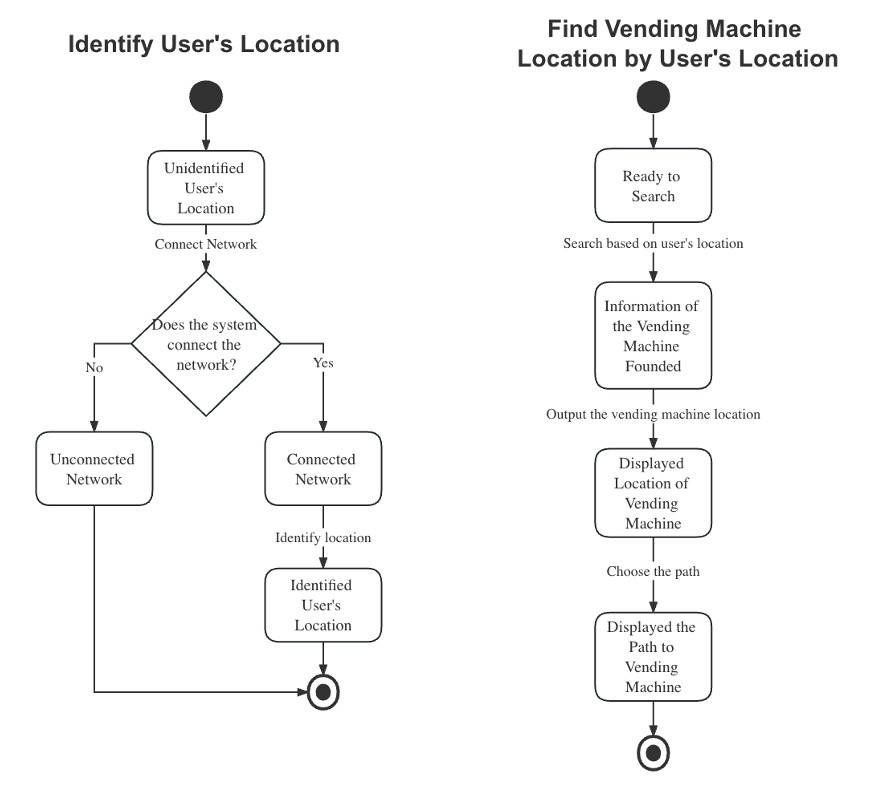 Identify User's Location
Unidentified
User's
Location
Connect Network
Does the system
connect the
network?
No
Yes
Unconnected
Network
Connected
Network
Identify location
Identified
User's
Location
Find Vending Machine
Location by User's Location
Ready to
Search
Search based on user's location
Information of
the Vending
Machine
Founded
Output the vending machine location
Displayed
Location of
Vending
Machine
Choose the path
Displayed the
Path to
Vending
Machine